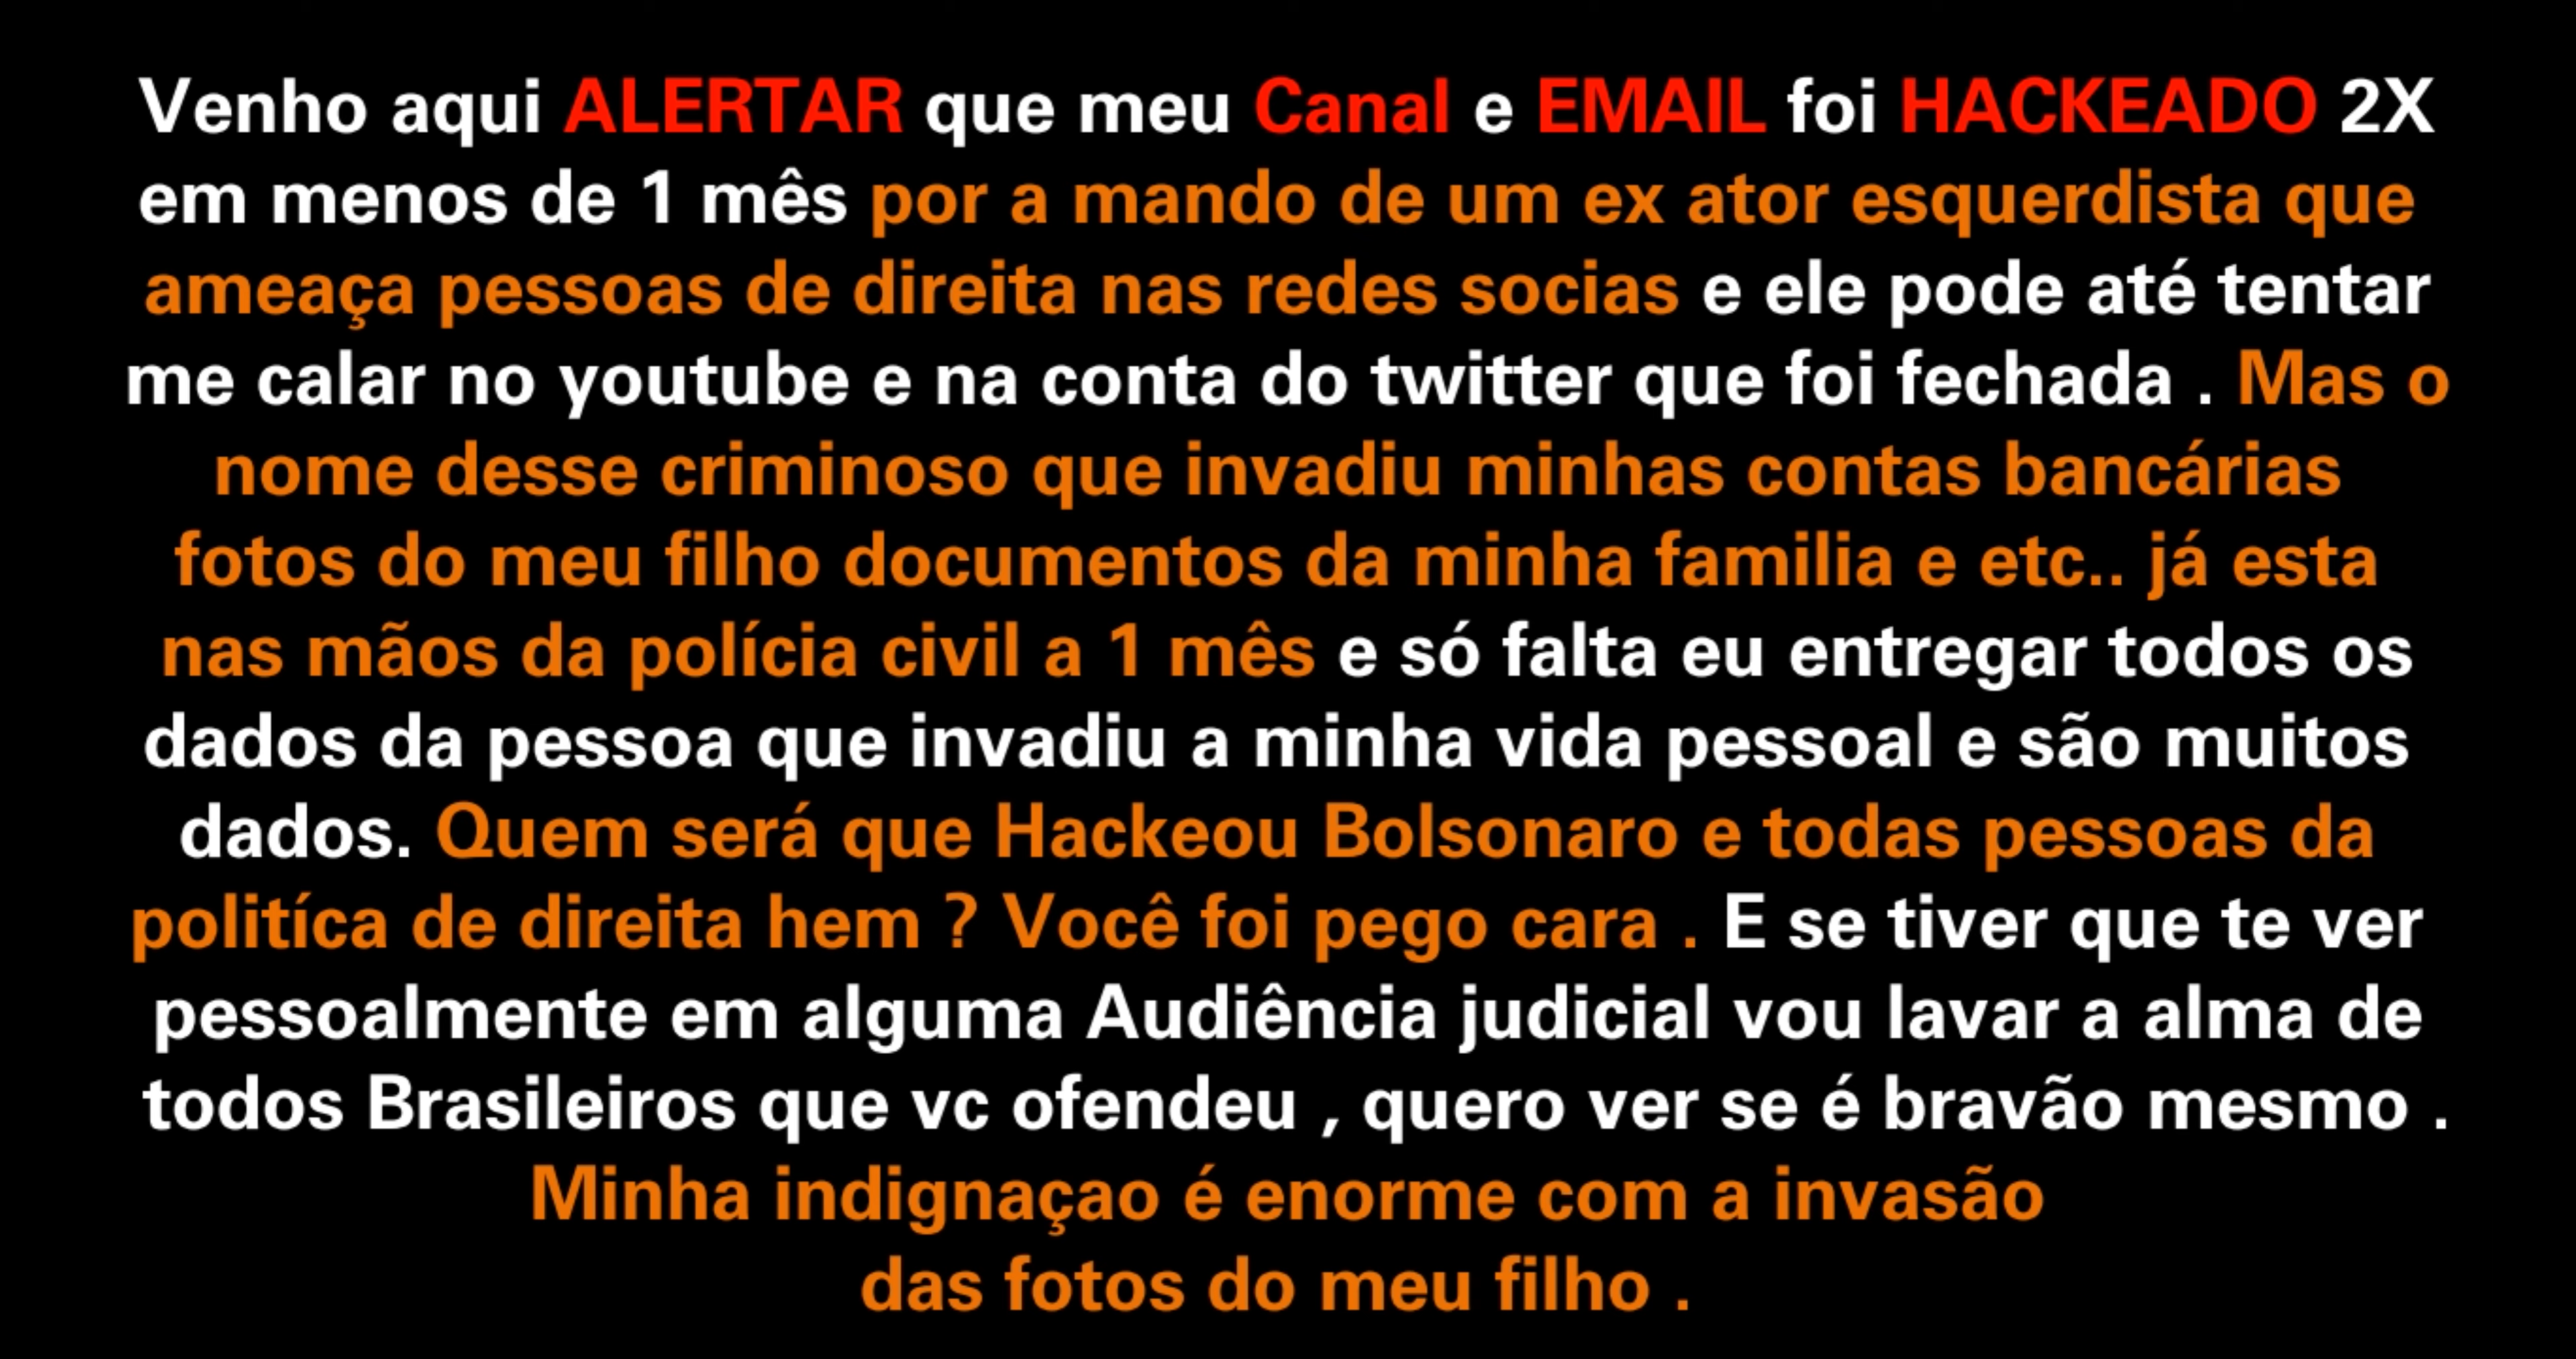 Venho aqui ALERTAR que meu Canal e EMAIL foi HACKEADO 2X
em menos de 1 mês por a mando de um ex ator esquerdista que
ameaça pessoas de direita nas redes socias e ele pode até tentar
me calar no youtube e na conta do twitter que foi fechada . Mas o
nome desse criminoso que invadiu minhas contas bancárias
fotos do meu filho documentos da minha familia e etc.. já esta
nas mãos da polícia civil a 1 mês e só falta eu entregar todos os
dados da pessoa que invadiu a minha vida pessoal e são muitos
dados. Quem será que Hackeou Bolsonaro e todas pessoas da
politíca de direita hem ? Você foi pego cara . E se tiver que te ver
pessoalmente em alguma Audiência judicial vou lavar a alma de
todos Brasileiros que vc ofendeu , quero ver se é bravão mesmo .
Minha indignaçao é enorme com a invasão
das fotos do meu filho .